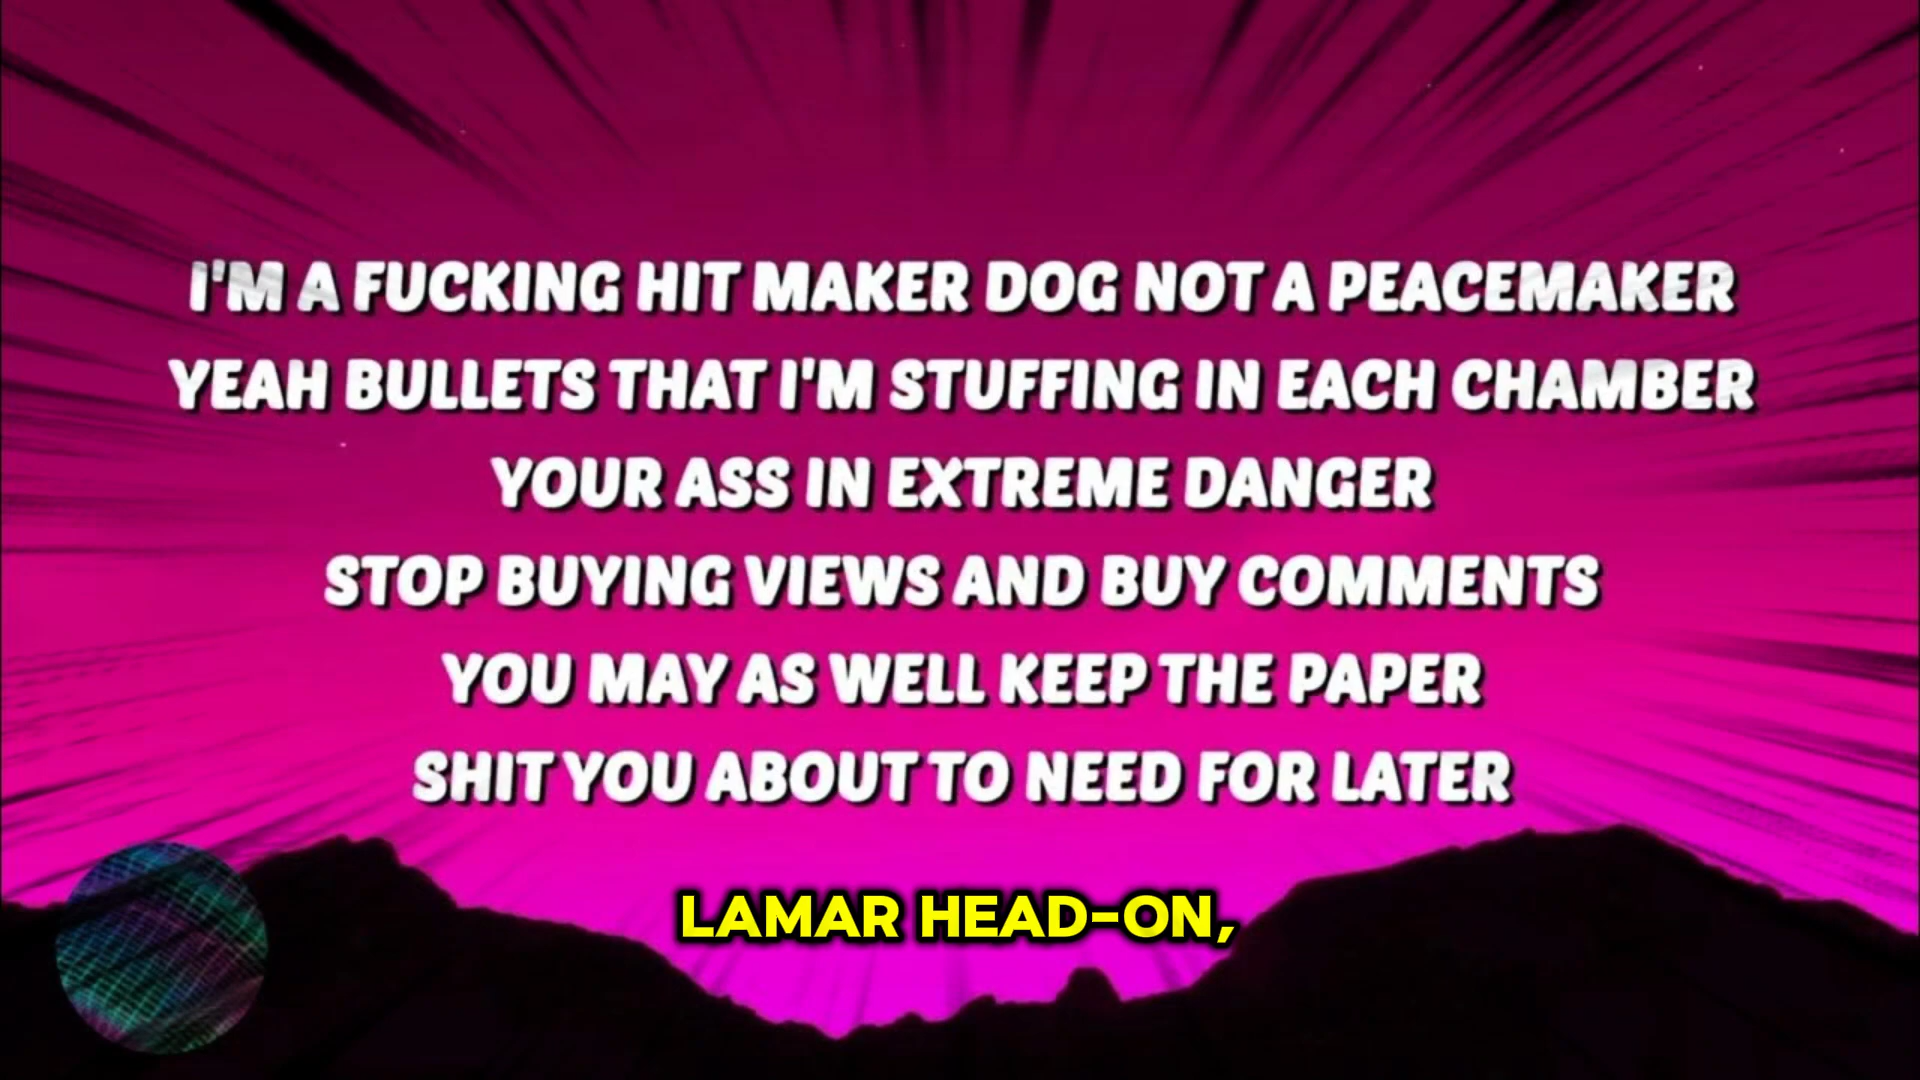 I'M A FUCKING HIT MAKER DOG NOT A PEACEMAKER
YEAH BULLETS THAT I'M STUFFING IN EACH CHAMBER
YOUR ASS IN EXTREME DANGER
STOP BUYING VIEWS AND BUY COMMENTS
YOU MAY AS WELL KEEP THE PAPER
SHIT YOU ABOUT TO NEED FOR LATER
LAMAR HEAD-ON,